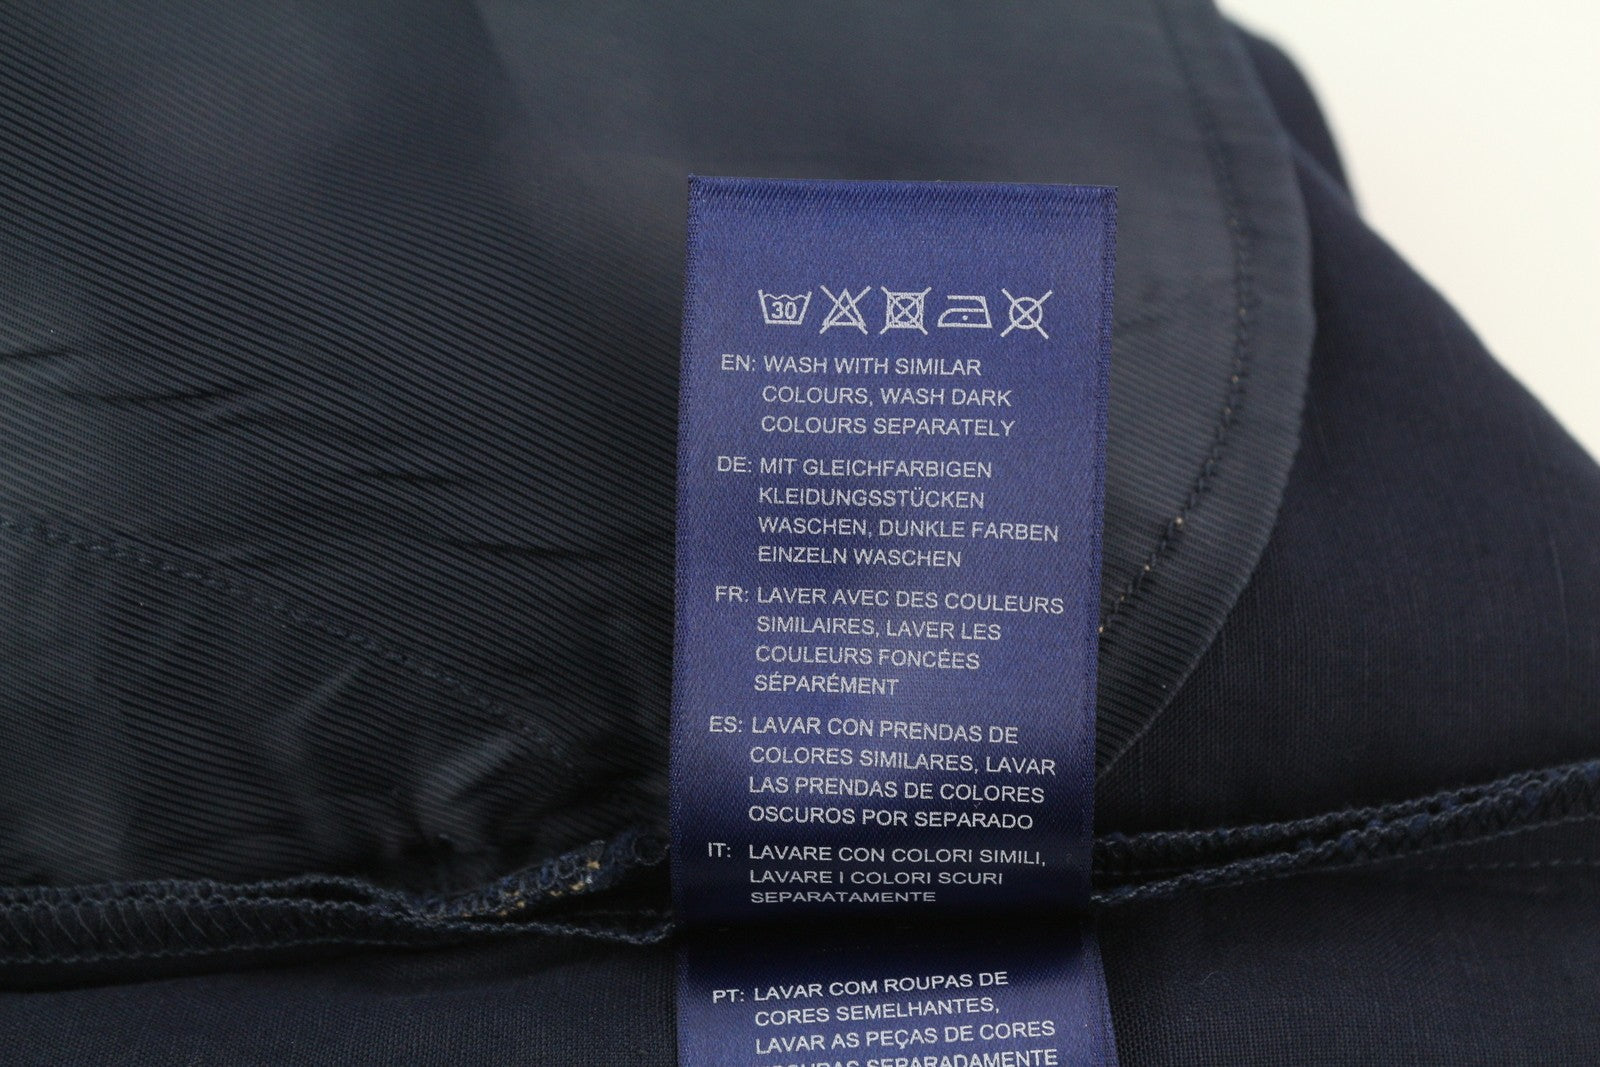 30
EN: WASH WITH SIMILAR
COLOURS, WASH DARK
COLOURS SEPARATELY
DE: MIT GLEICHFARBIGEN
KLEIDUNGSSTÜCKEN
WASCHEN, DUNKLE FARBEN
EINZELN WASCHEN
FR: LAVER AVEC DES COULEURS
SIMILAIRES, LAVER LES
COULEURS FONCÉES
SÉPARÉMENT
ES: LAVAR CON PRENDAS DE
COLORES SIMILARES, LAVAR
LAS PRENDAS DE COLORES
OSCUROS POR SEPARADO
IT: LAVARE CON COLORI SIMILI,
LAVARE I COLORI SCURI
SEPARATAMENTE
PT: LAVAR COM ROUPAS DE
CORES SEMELHANTES,
LAVAR AS PEÇAS DE CORES
SEPARADAMENTE